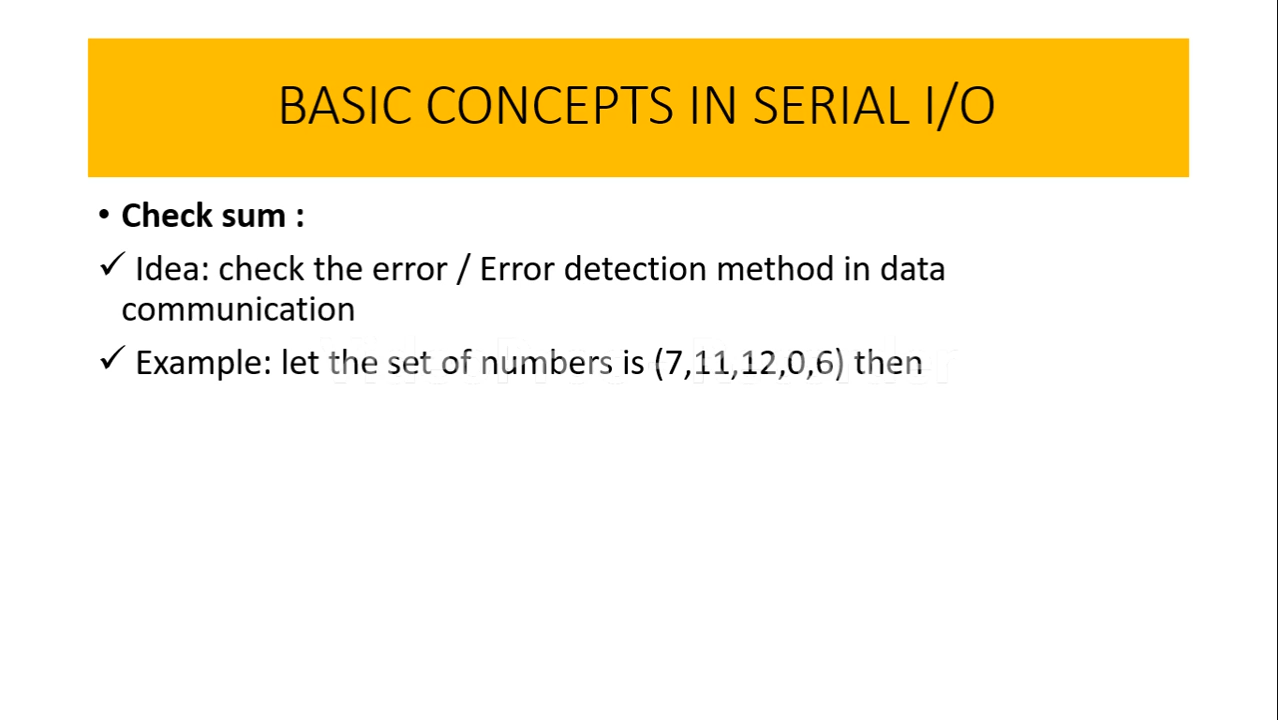 BASIC CONCEPTS IN SERIAL I/O
• Check sum :
✓ Idea: check the error / Error detection method in data
communication
✓ Example: let the set of numbers is (7,11,12,0,6) then